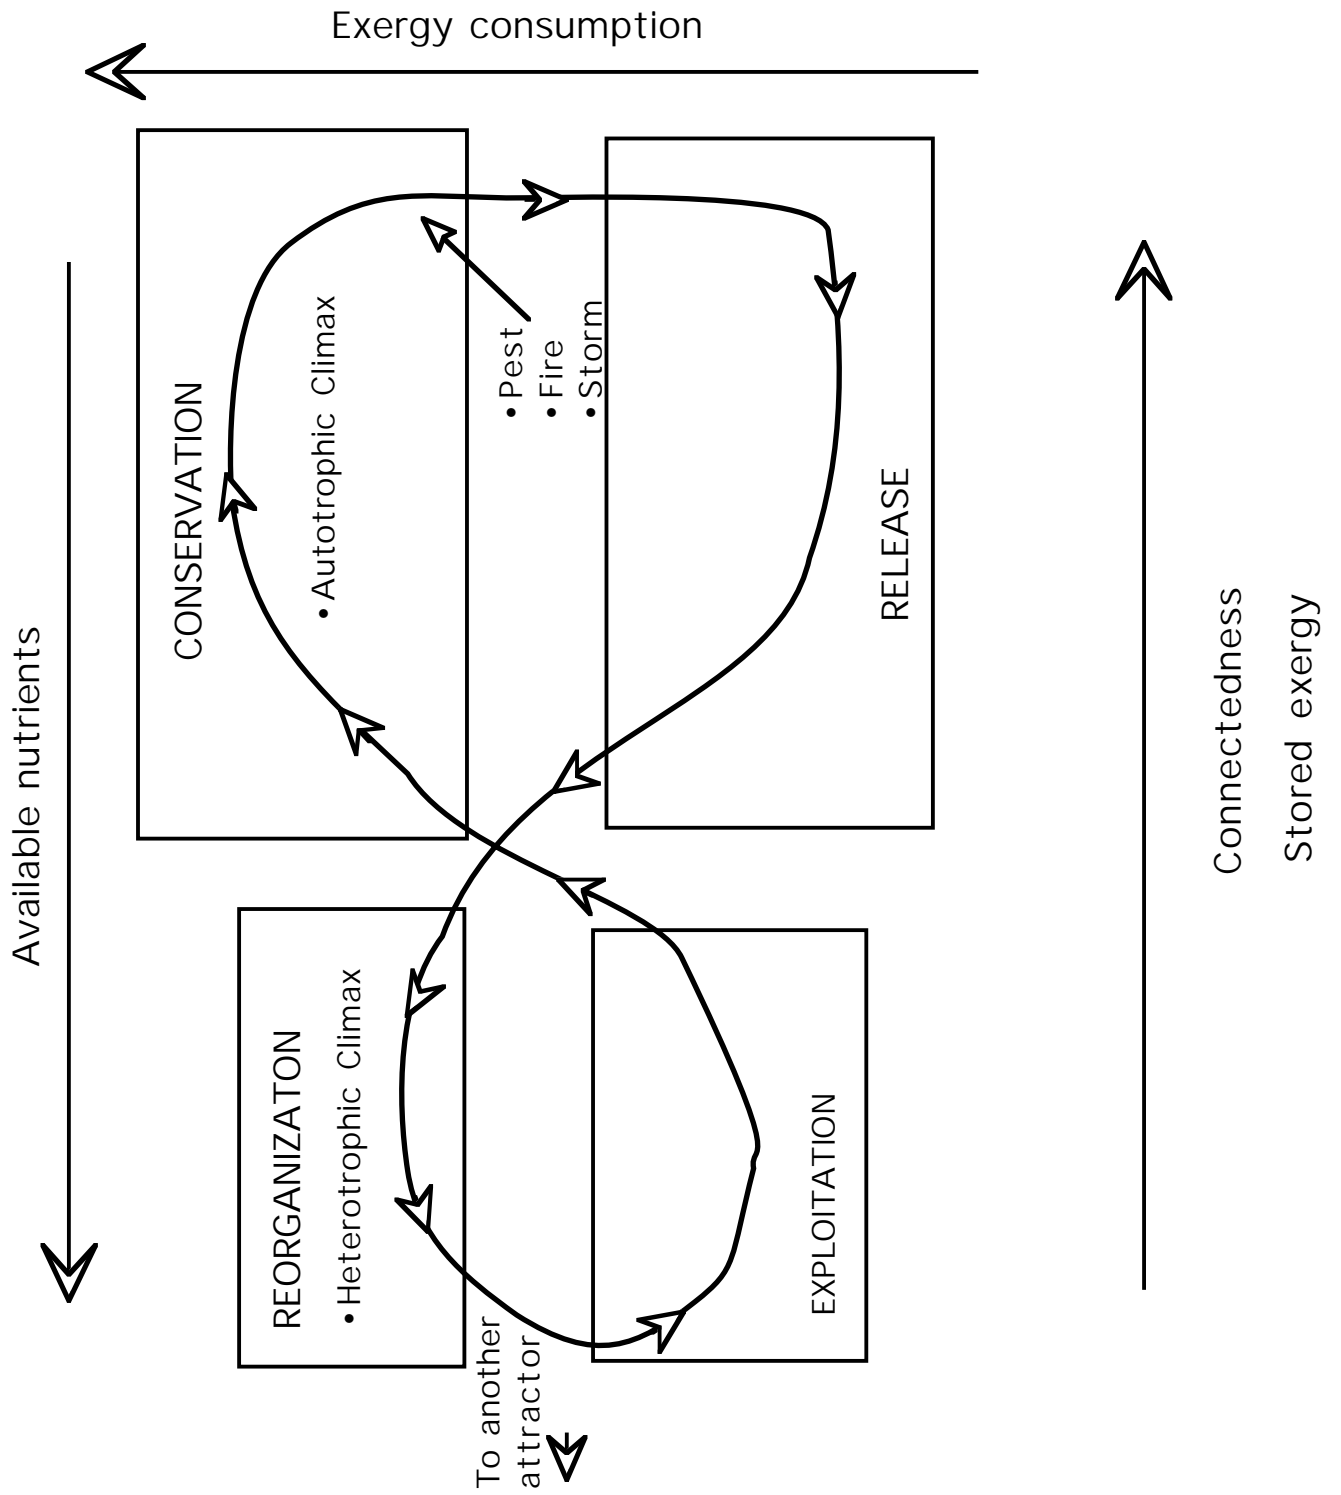 Exergy consumption
Available nutrients
CONSERVATION
• Autotrophic Climax
• Pest
• Fire
• Storm
RELEASE
Connectedness
Stored exergy
REORGANIZATON
• Heterotrophic Climax
EXPLOITATION
To another
attractor